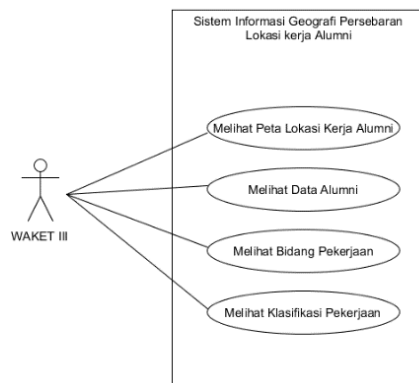 Sistem Informasi Geografi Persebaran
Lokasi kerja Alumni
Melihat Peta Lokasi Kerja Alumni
Melihat Data Alumni
WAKET III
Melihat Bidang Pekerjaan
Melihat Klasifikasi Pekerjaan